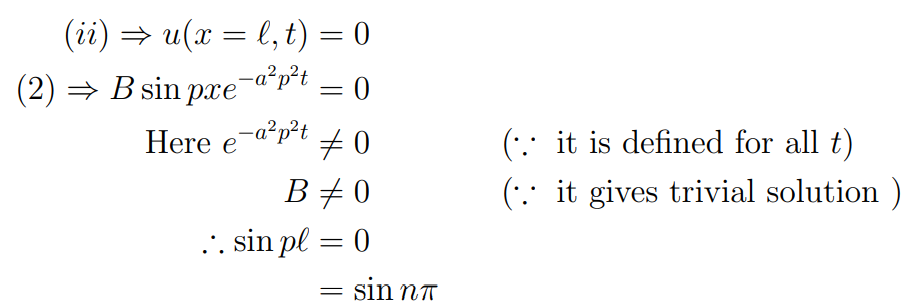 (ii) ⇒ u(x = ℓ, t) = 0
(2) ⇒ B sin pxe^{−a²p²t} = 0
Here e^{−a²p²t} ≠ 0 (∵ it is defined for all t)
B ≠ 0 (∵ it gives trivial solution )
∴ sin pℓ = 0
= sin nπ